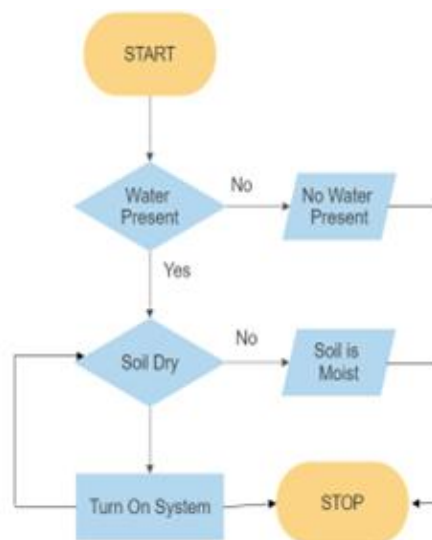 START
Water
Present
No
No Water
Present
Yes
Soil Dry
No
Soil is
Moist
Turn On System
STOP